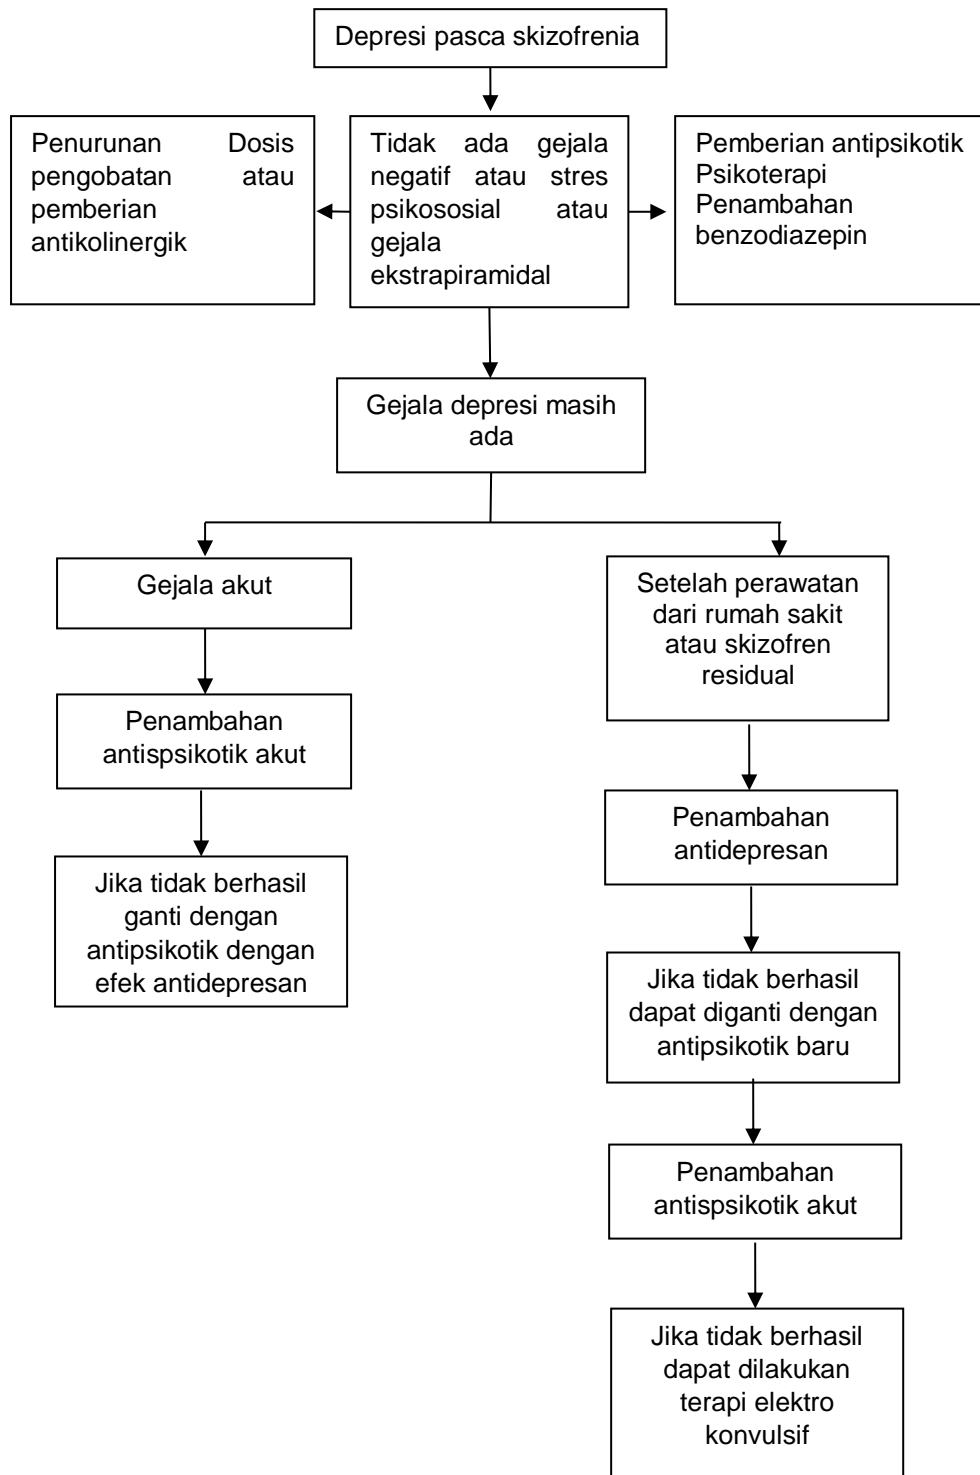 Depresi pasca skizofrenia
Penurunan Dosis
pengobatan atau
pemberian
antikolinergik
Tidak ada gejala
negatif atau stres
psikososial atau
gejala
ekstrapiramidal
Pemberian antipsikotik
Psikoterapi
Penambahan
benzodiazepin
Gejala depresi masih
ada
Gejala akut
Penambahan
antispsikotik akut
Jika tidak berhasil
ganti dengan
antipsikotik dengan
efek antidepresan
Setelah perawatan
dari rumah sakit
atau skizofren
residual
Penambahan
antidepresan
Jika tidak berhasil
dapat diganti dengan
antipsikotik baru
Penambahan
antispsikotik akut
Jika tidak berhasil
dapat dilakukan
terapi elektro
konvulsif